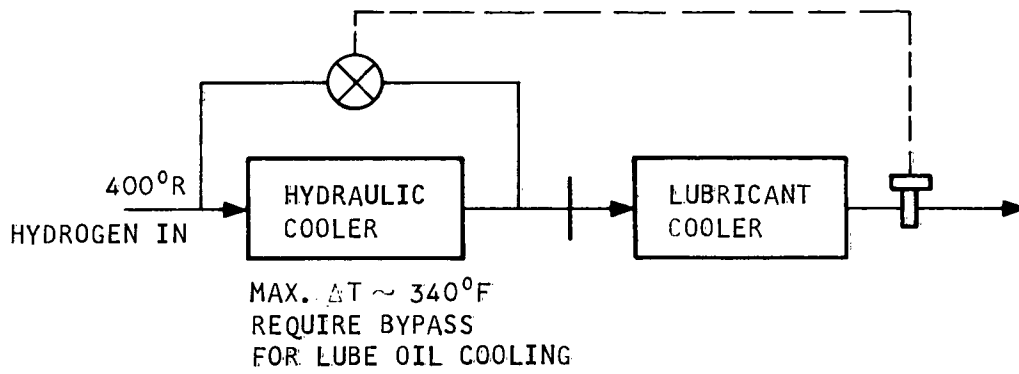 400°R
HYDROGEN IN
HYDRAULIC
COOLER
LUBRICANT
COOLER
MAX. ΔT ~ 340°F
REQUIRE BYPASS
FOR LUBE OIL COOLING